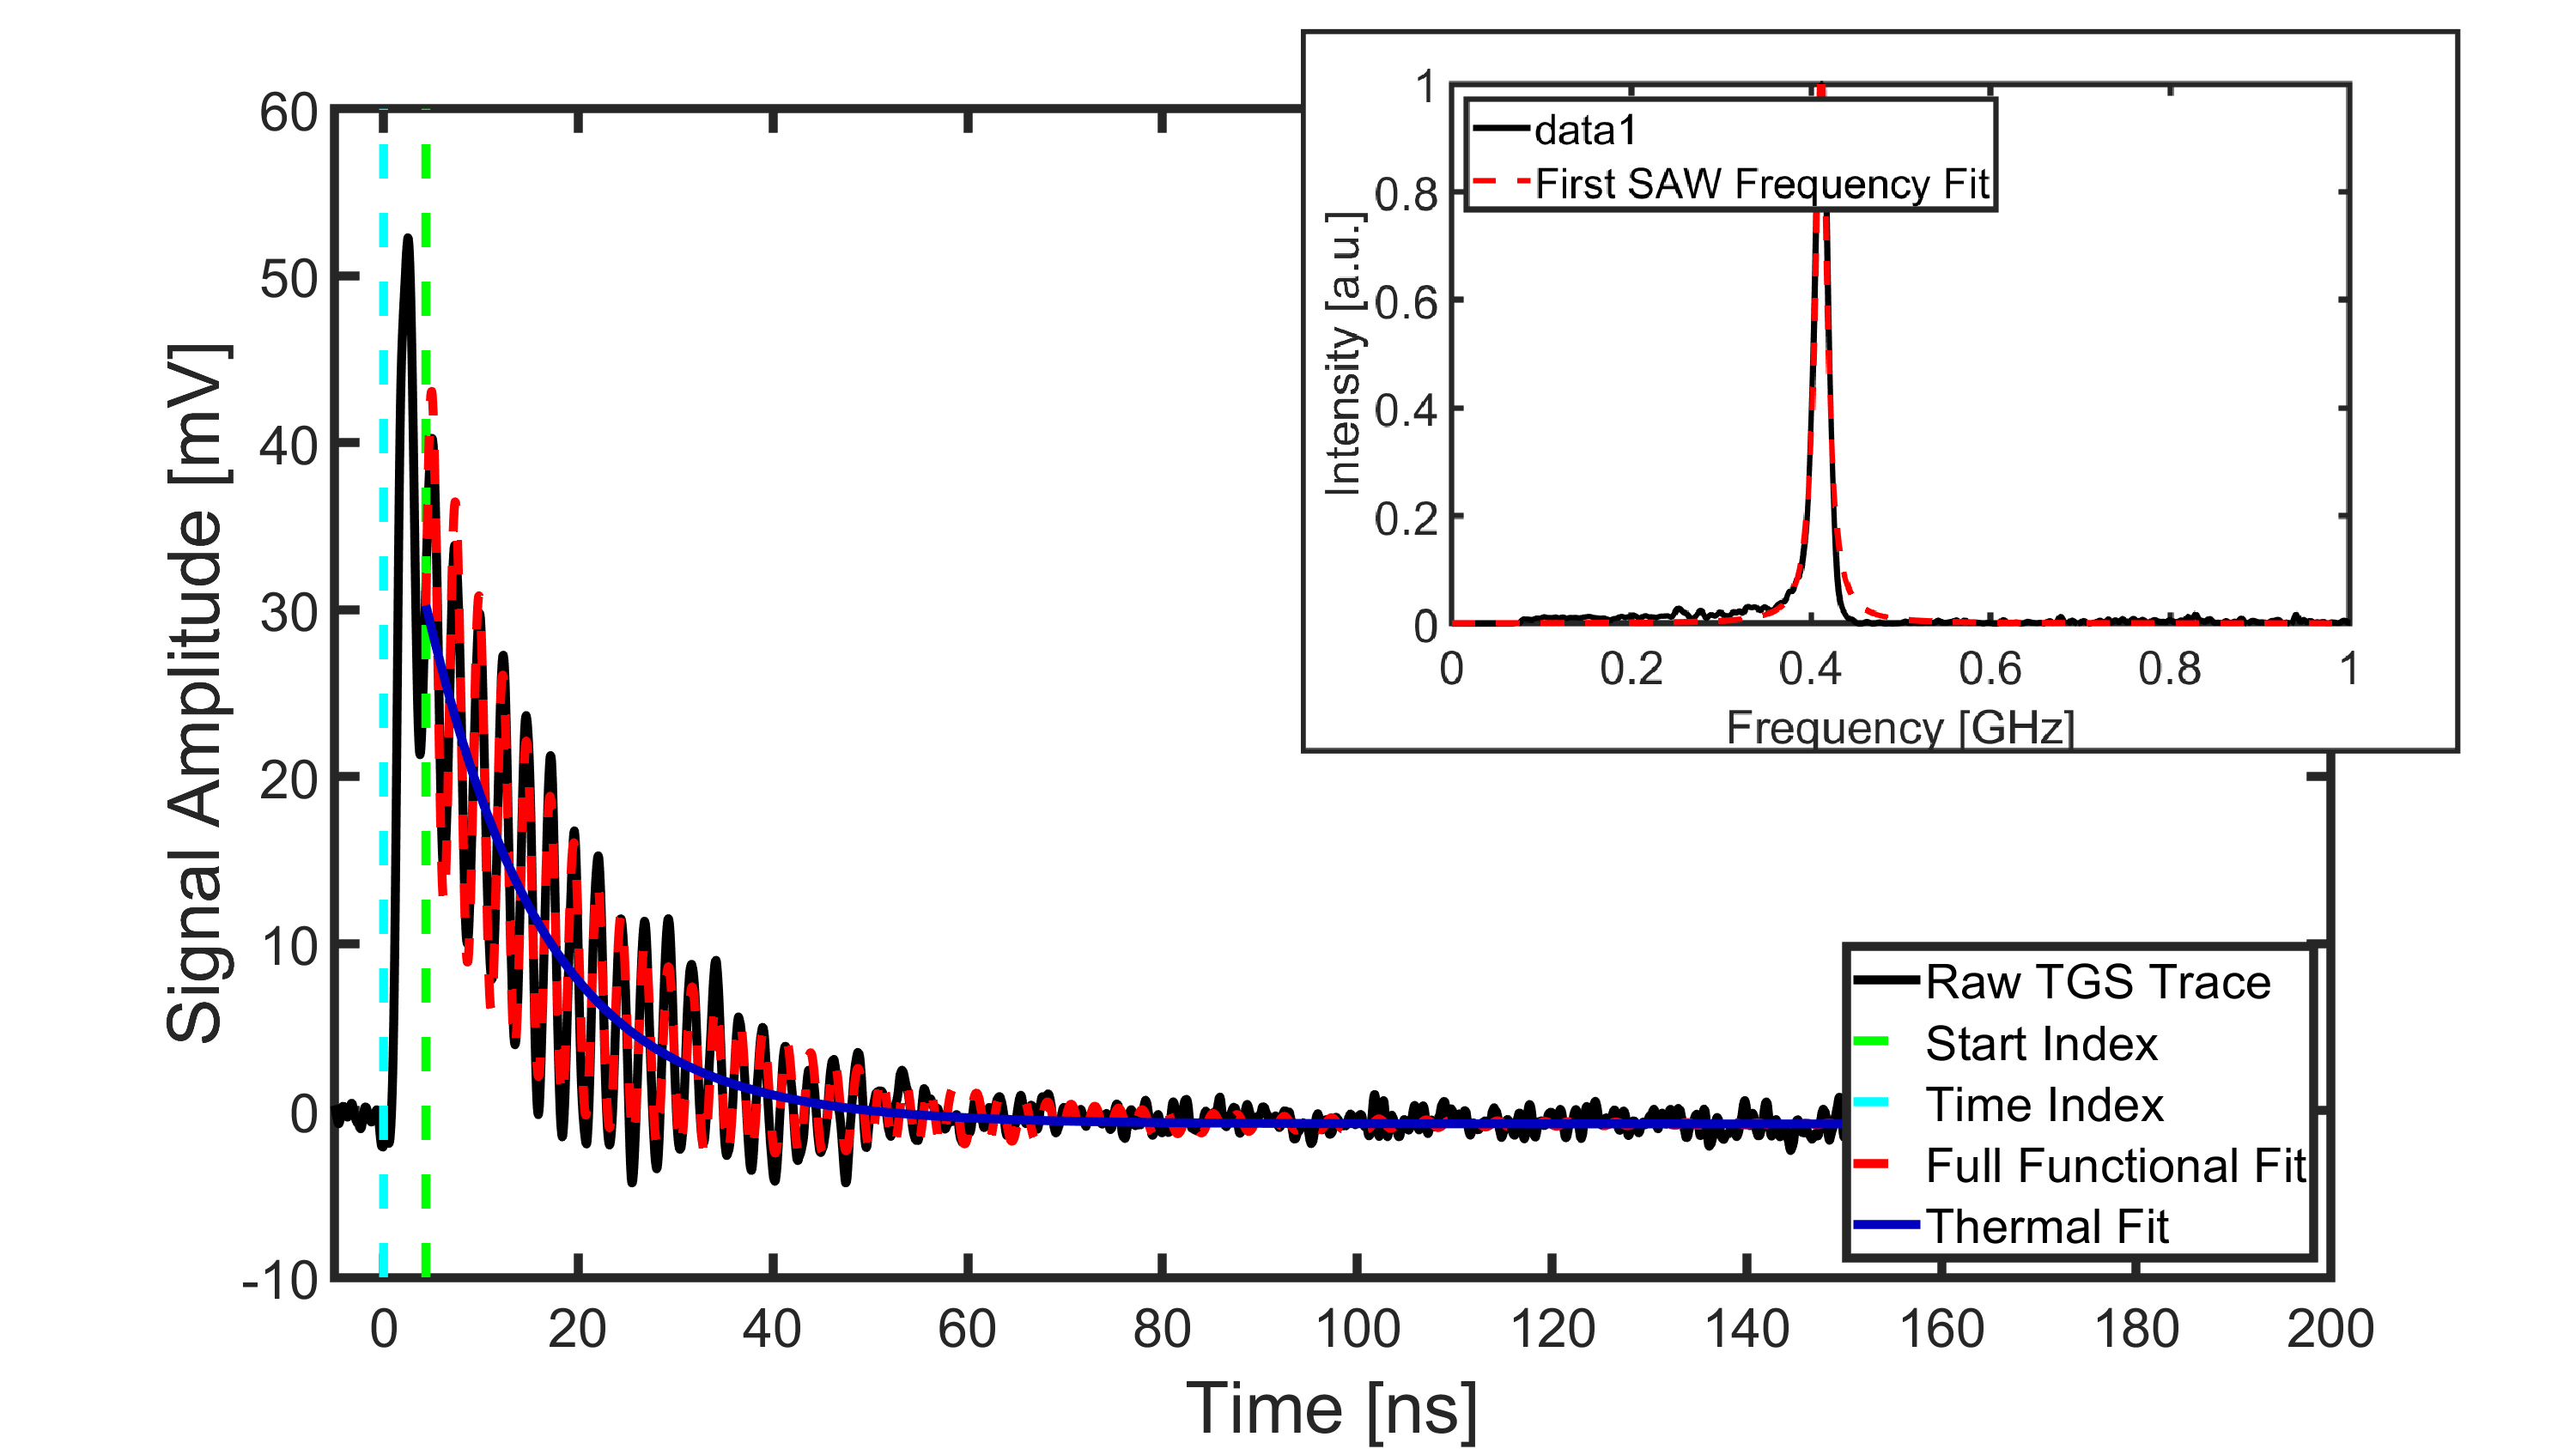 60
50
40
30
20
10
0
-10
Signal Amplitude [mV]
0 20 40 60 80 100 120 140 160 180 200
Time [ns]
1
0.8
0.6
0.4
0.2
0
Intensity [a.u.]
data1
First SAW Frequency Fit
0 0.2 0.4 0.6 0.8 1
Frequency [GHz]
Raw TGS Trace
Start Index
Time Index
Full Functional Fit
Thermal Fit